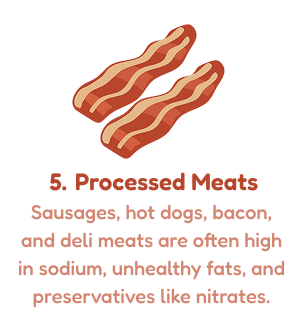 5. Processed Meats
Sausages, hot dogs, bacon,
and deli meats are often high
in sodium, unhealthy fats, and
preservatives like nitrates.